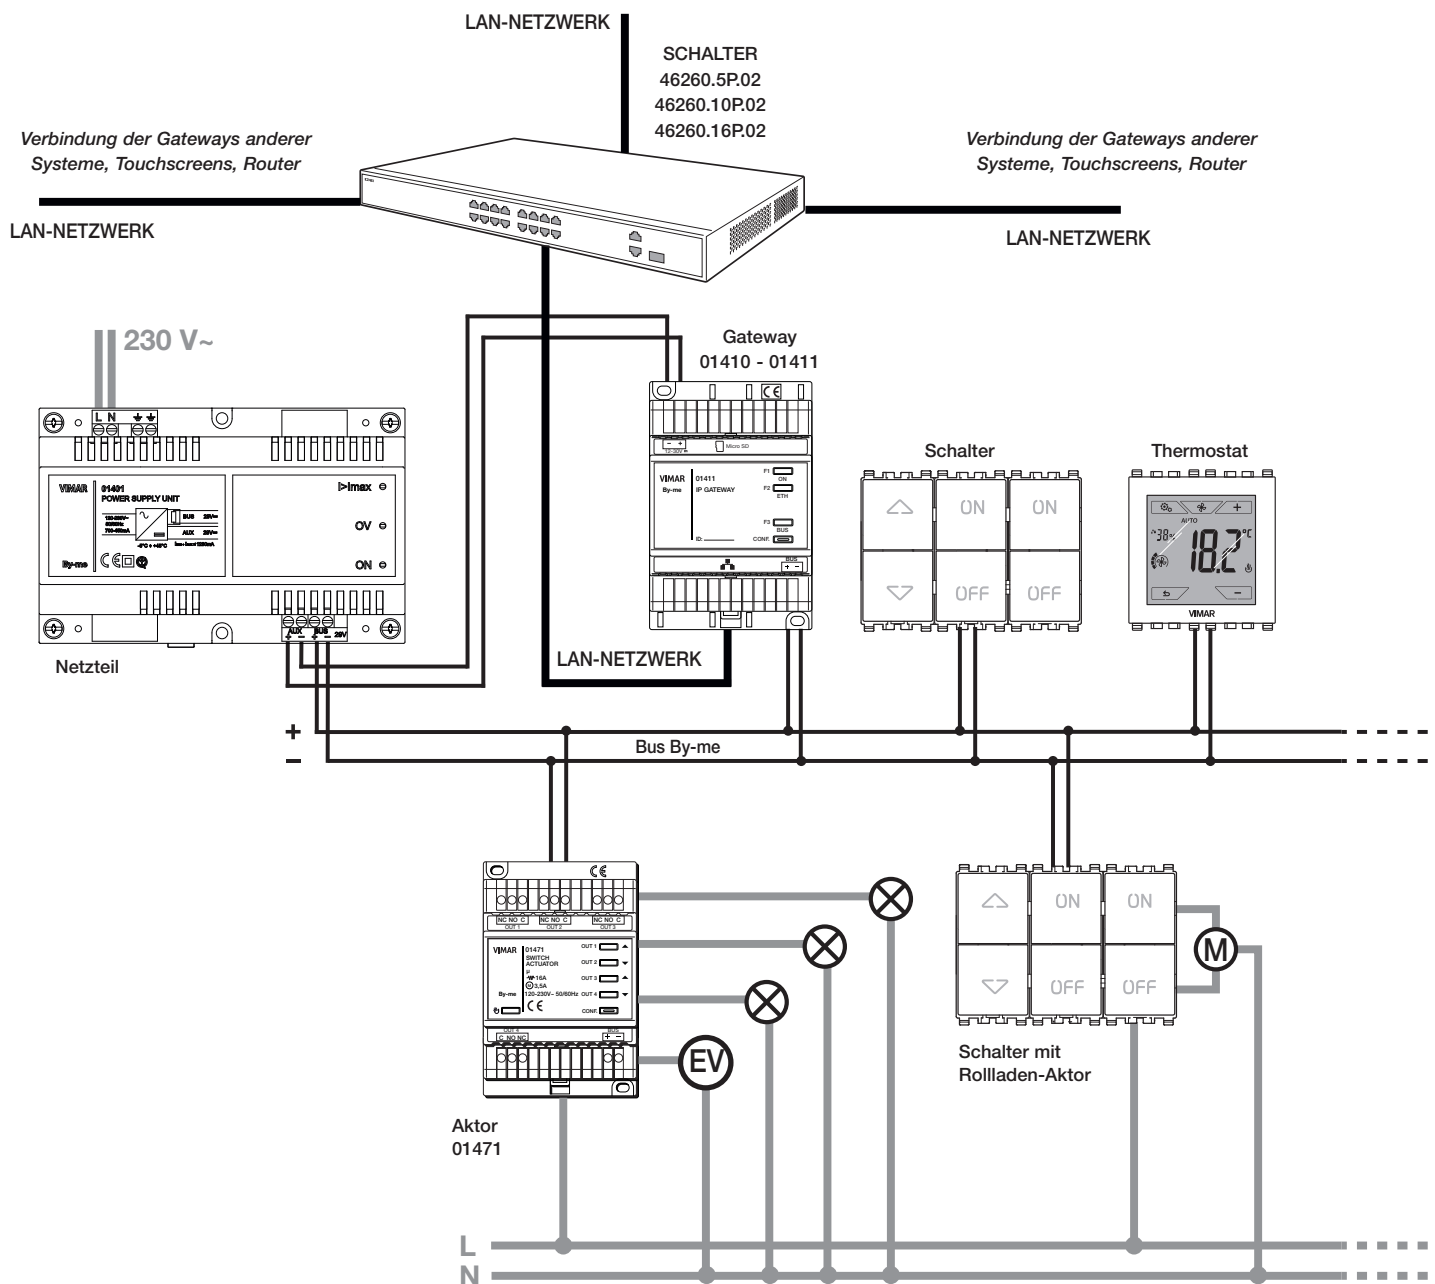 LAN-NETZWERK
SCHALTER
46260.5P.02
46260.10P.02
46260.16P.02
Verbindung der Gateways anderer
Systeme, Touchscreens, Router
Verbindung der Gateways anderer
Systeme, Touchscreens, Router
LAN-NETZWERK
LAN-NETZWERK
230 V~
Gateway
01410 - 01411
L N
VIMAR
01401
POWER SUPPLY UNIT
BUS 29V
AUX 29V
By-me
I>Imax
OV
ON
AUX BUS
+ - + - 29V
Netzteil
- +
12-30V
Micro SD
VIMAR
By-me
01411
IP GATEWAY
F1
ON
F2
ETH
F3
BUS
ID:
CONF.
BUS
+ -
LAN-NETZWERK
Schalter
ON ON
OFF OFF
Thermostat
AUTO
+
38%
18.2 °C
-
VIMAR
+
Bus By-me
-
NC NO C NC NO C NC NO C
OUT 1 OUT 2 OUT 3
VIMAR
By-me
01471
SWITCH
ACTUATOR
µ
16A
M 3,5A
120-230V~ 50/60Hz
OUT 1
OUT 2
OUT 3
OUT 4
CONF.
OUT 4
C NO NC
BUS
+ -
EV
Aktor
01471
ON ON
OFF OFF
M
Schalter mit
Rollladen-Aktor
L
N